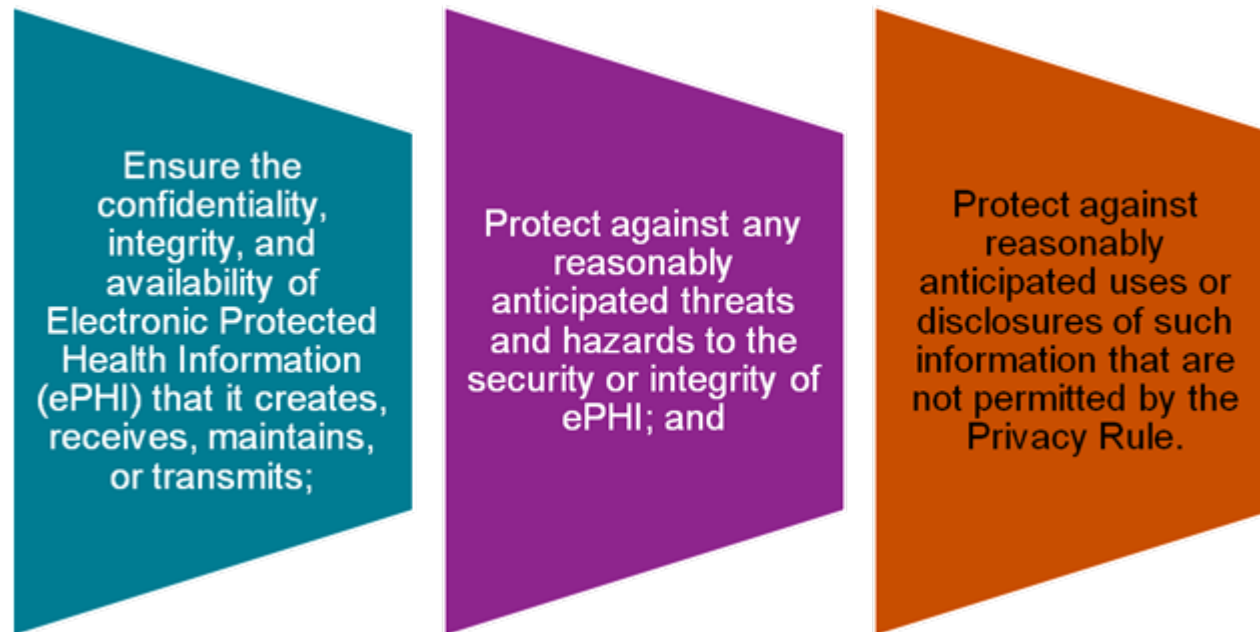 Ensure the
confidentiality,
integrity, and
availability of
Electronic Protected
Health Information
(ePHI) that it creates,
receives, maintains,
or transmits;
Protect against any
reasonably
anticipated threats
and hazards to the
security or integrity of
ePHI; and
Protect against
reasonably
anticipated uses or
disclosures of such
information that are
not permitted by the
Privacy Rule.